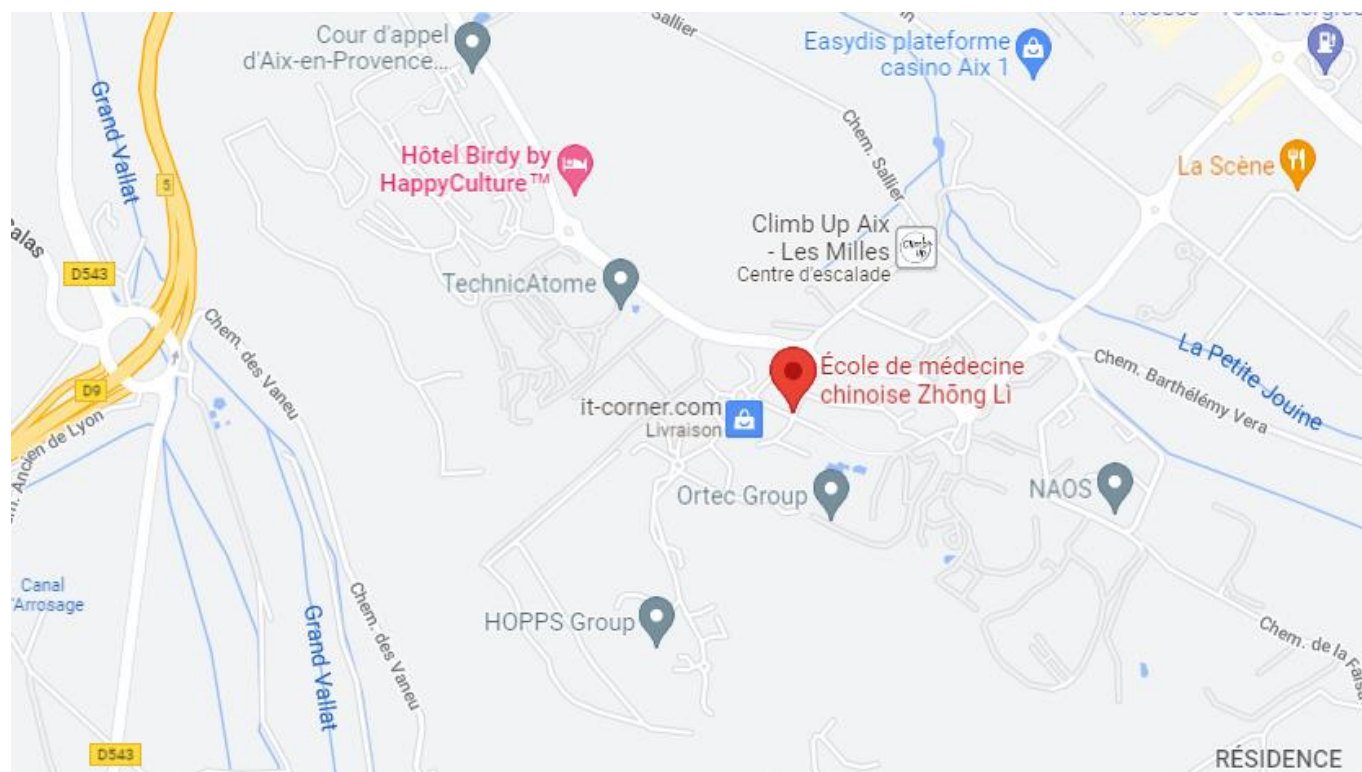 Sallier
Cour d'appel
d'Aix-en-Provence...
Easydis plateforme
casino Aix 1
Grand Vallat
Chem. Sallier
Hôtel Birdy by
HappyCulture™
La Scène
5
Climb Up Aix
- Les Milles
Centre d'escalade
climb
up
D543
TechnicAtome
Chem. des Vaneu
La Petite Jouine
École de médecine
chinoise Zhōng Lì
Chem. Barthélémy Vera
D9
it-corner.com
Livraison
Ancien de Lyon
Ortec Group
NAOS
Canal
'Arrosage
Grand Vallat
Chem. des Vaneu
HOPPS Group
Chem. de la
D543
RÉSIDENCE